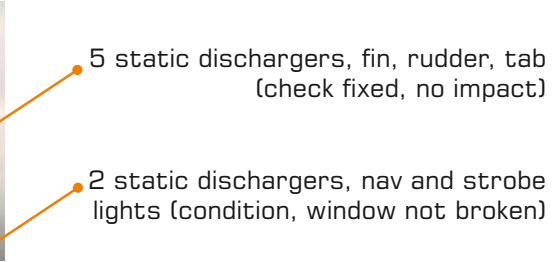 5 static dischargers, fin, rudder, tab
(check fixed, no impact)
2 static dischargers, nav and strobe
lights (condition, window not broken)